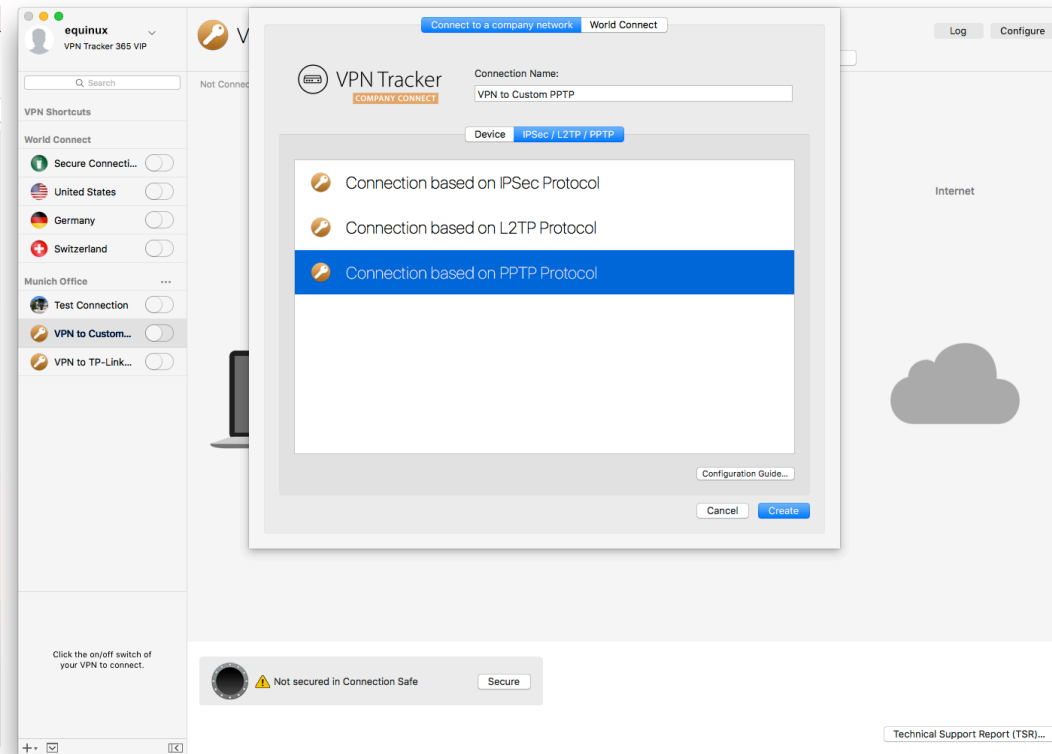 equinux
VPN Tracker 365 VIP
Search
VPN Shortcuts
World Connect
Secure Connecti...
United States
Germany
Switzerland
Munich Office
...
Test Connection
VPN to Custom...
VPN to TP-Link...
Click the on/off switch of
your VPN to connect.
V
Not Connec
Connect to a company network
World Connect
VPN Tracker
COMPANY CONNECT
Connection Name:
VPN to Custom PPTP
Device
IPSec / L2TP / PPTP
Connection based on IPSec Protocol
Connection based on L2TP Protocol
Connection based on PPTP Protocol
Configuration Guide...
Cancel
Create
Log
Configure
Internet
Not secured in Connection Safe
Secure
Technical Support Report (TSR)...